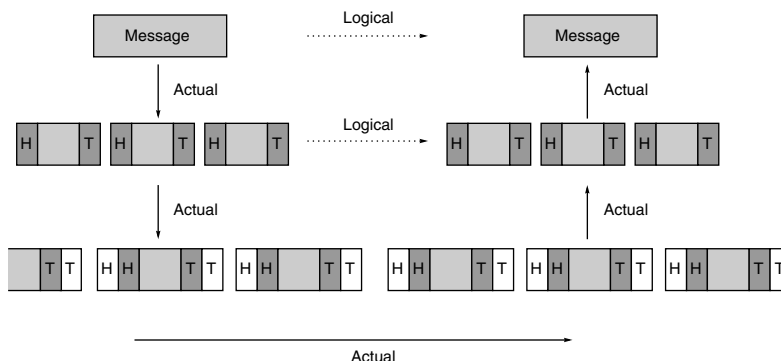 Message Logical Message
Actual Actual
H T H T H T Logical H T H T H T
Actual Actual
T T H H T T H H T T H H T T H H T T H H T T
Actual